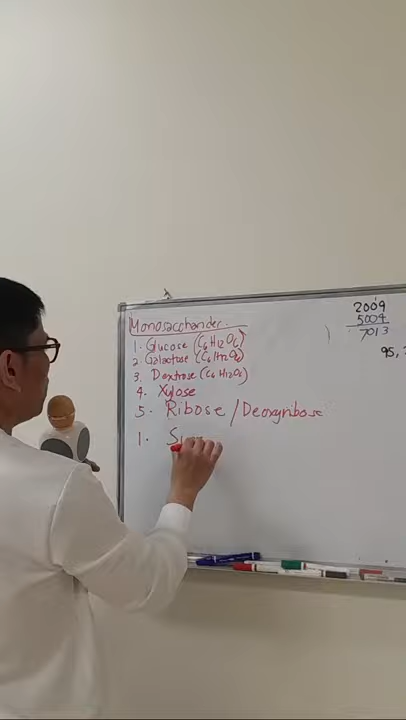 Monosacchander.
1. Glucose (C6H12O6)
2. Galactose (C6H12O6)
3. Dextrose (C6H12O6)
4. Xylose
5. Ribose / Deoxyribose
1. S
2009
5004
7013
95,